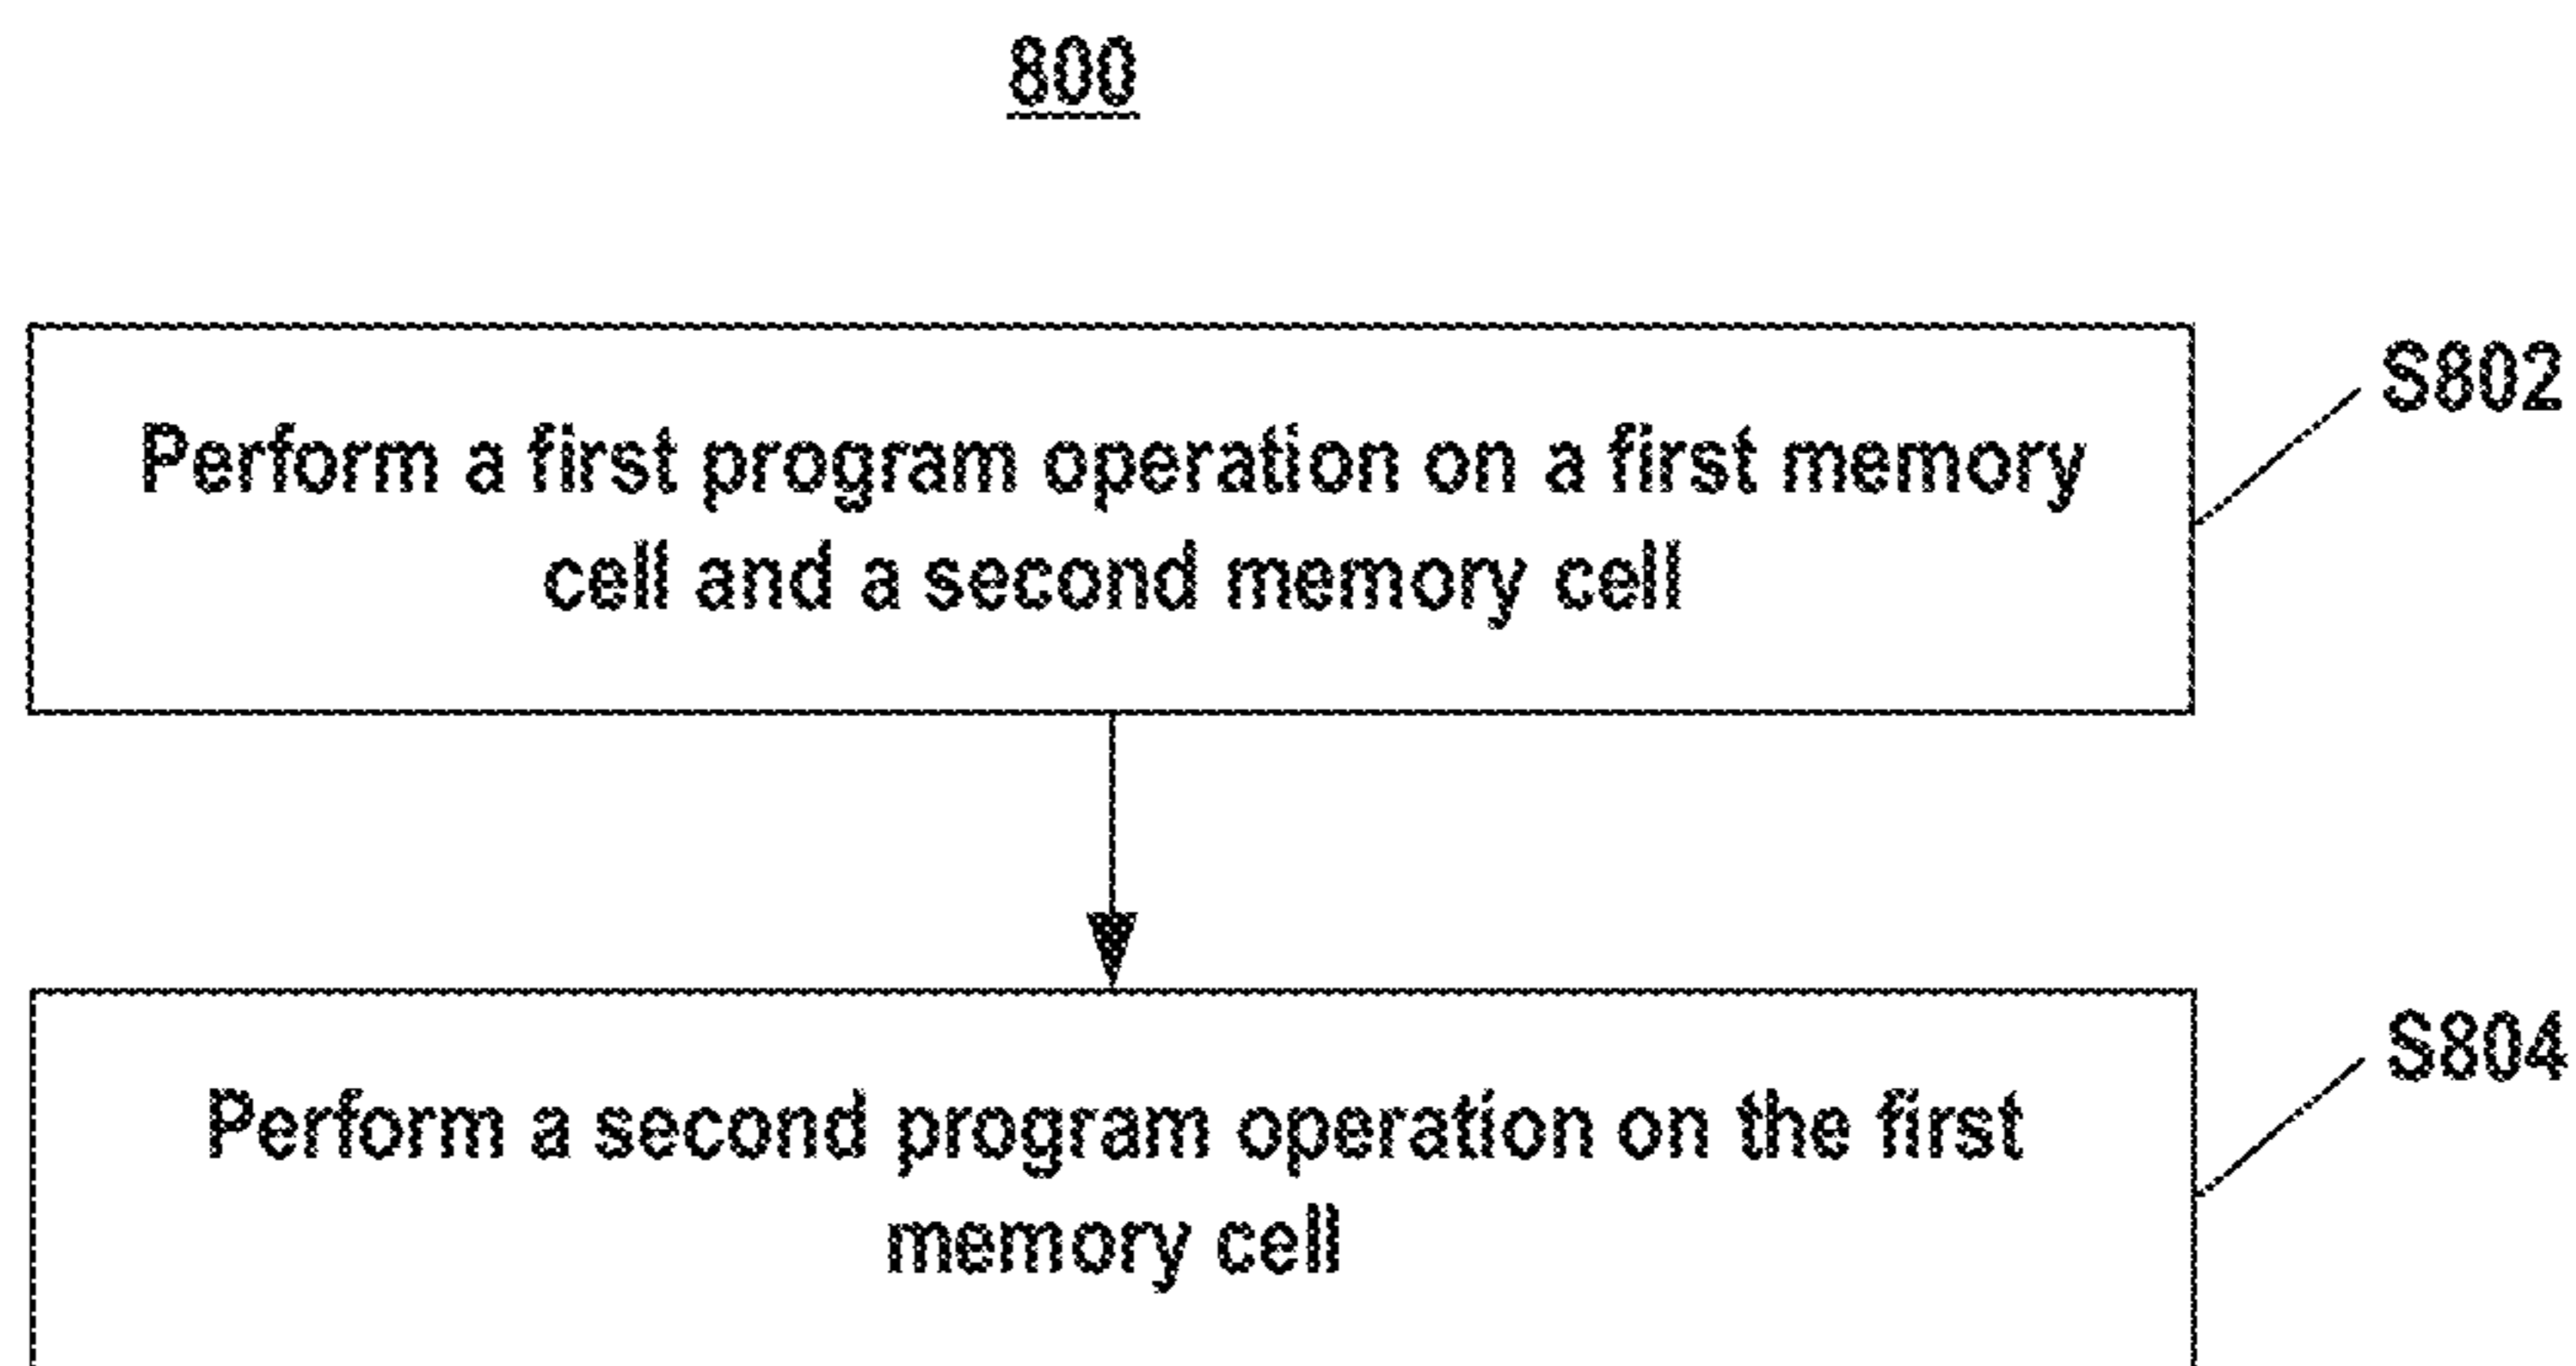 800
S802
Perform a first program operation on a first memory
cell and a second memory cell
S804
Perform a second program operation on the first
memory cell